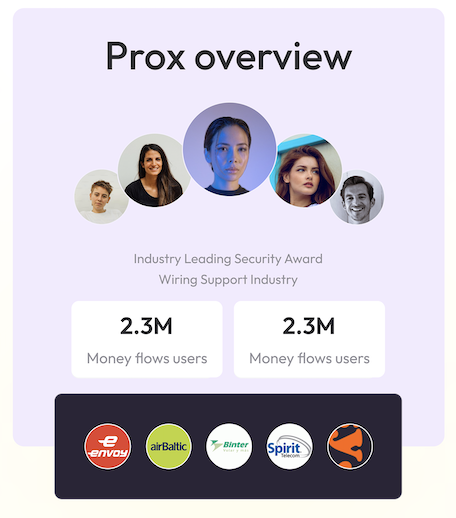 Prox overview
Industry Leading Security Award
Wiring Support Industry
2.3M
Money flows users
2.3M
Money flows users
envoy
airBaltic
Binter
Spirit
Telecom